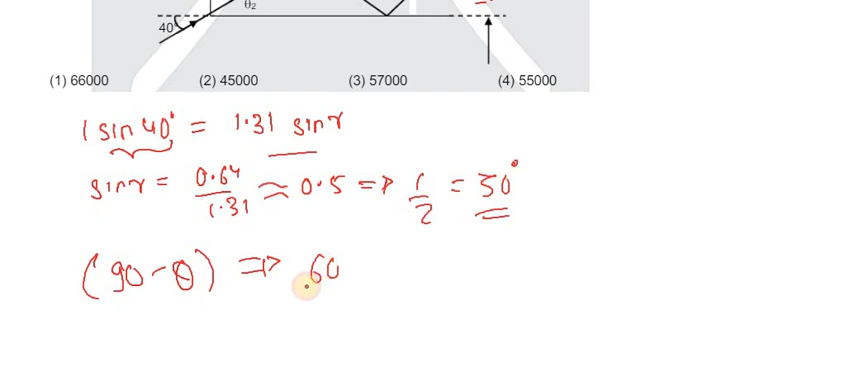 θ₂
40°
(1) 66000 (2) 45000 (3) 57000 (4) 55000
1 sin 40° = 1.31 sin r
sin r = 0.64/1.31 ≈ 0.5 => 1/2 = 30°
(90 - θ) => 60